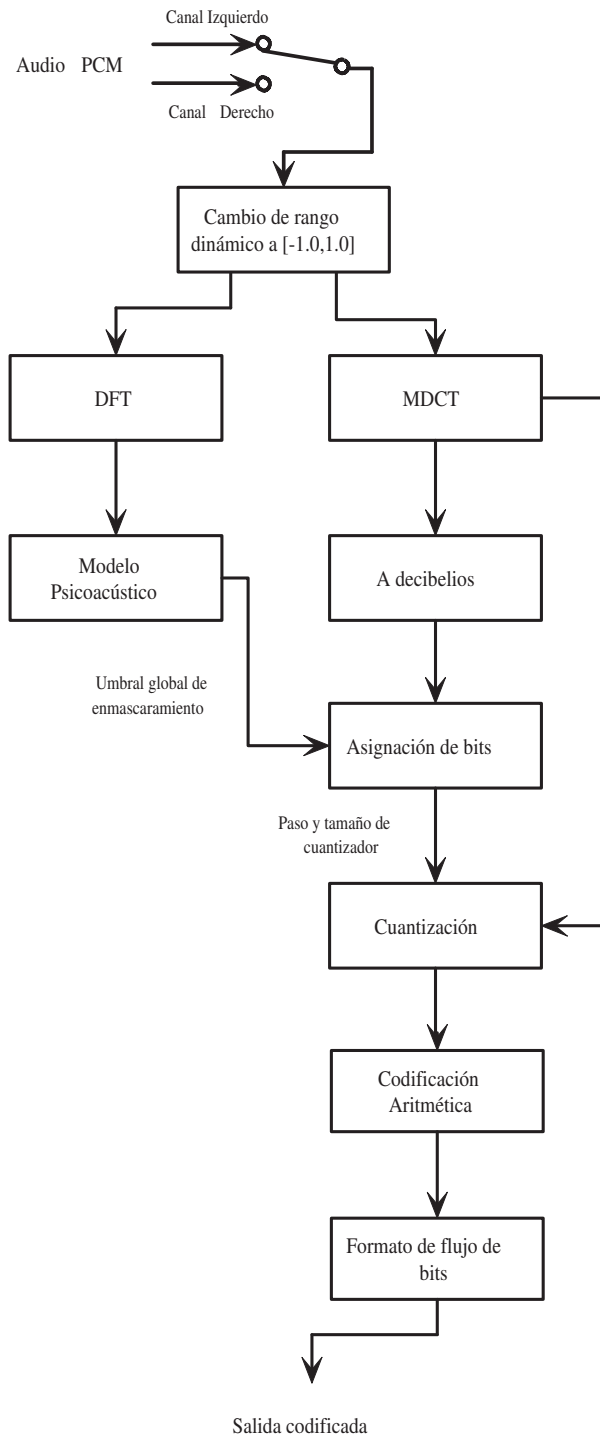 Canal Izquierdo
Audio PCM
Canal Derecho
Cambio de rango
dinámico a [-1.0,1.0]
DFT
MDCT
Modelo
Psicoacústico
A decibelios
Umbral global de
enmascaramiento
Asignación de bits
Paso y tamaño de
cuantizador
Cuantización
Codificación
Aritmética
Formato de flujo de
bits
Salida codificada